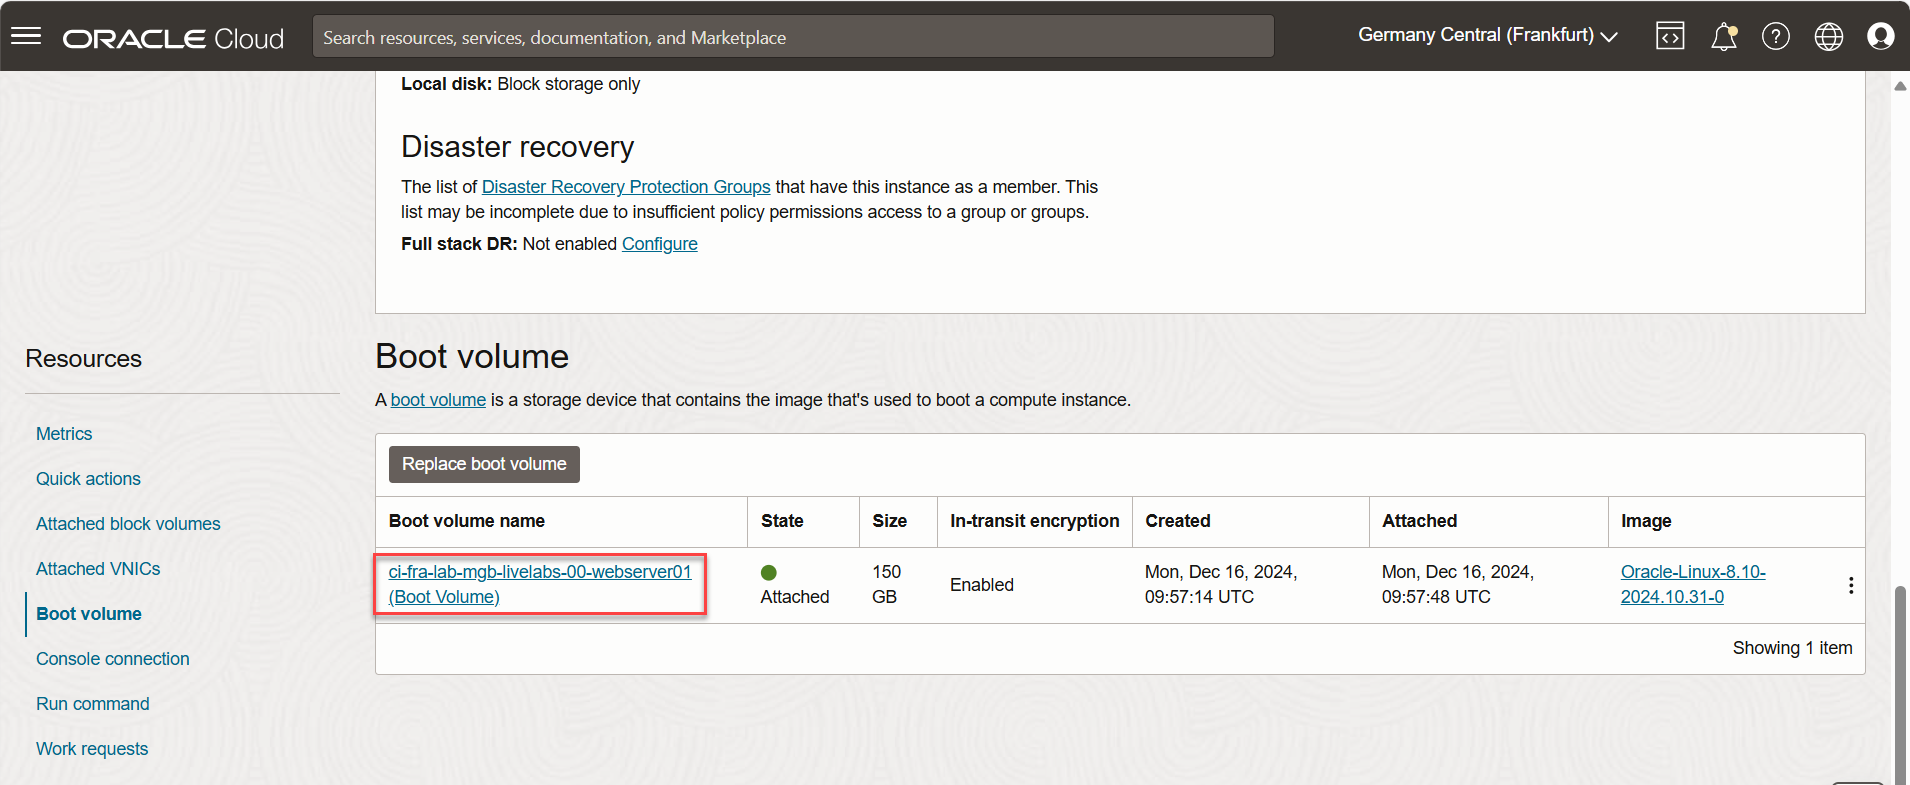 ORACLE Cloud
Search resources, services, documentation, and Marketplace
Germany Central (Frankfurt)
Local disk: Block storage only
Disaster recovery
The list of Disaster Recovery Protection Groups that have this instance as a member. This
list may be incomplete due to insufficient policy permissions access to a group or groups.
Full stack DR: Not enabled Configure
Resources
Metrics
Quick actions
Attached block volumes
Attached VNICs
Boot volume
Console connection
Run command
Work requests
Boot volume
A boot volume is a storage device that contains the image that's used to boot a compute instance.
Replace boot volume
Boot volume name State Size In-transit encryption Created Attached Image
ci-fra-lab-mgb-livelabs-00-webserver01
(Boot Volume)
Attached
150
GB
Enabled
Mon, Dec 16, 2024,
09:57:14 UTC
Mon, Dec 16, 2024,
09:57:48 UTC
Oracle-Linux-8.10-
2024.10.31-0
Showing 1 item